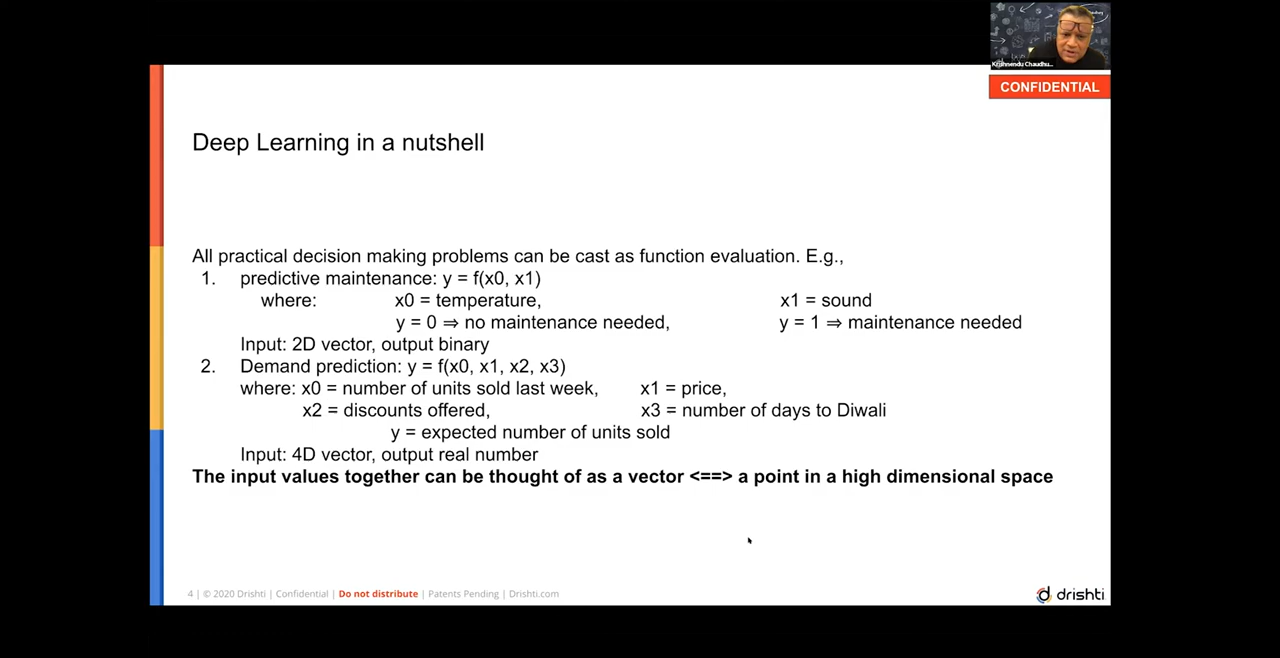 Krishnendu Chaudhu...
CONFIDENTIAL
Deep Learning in a nutshell
All practical decision making problems can be cast as function evaluation. E.g.,
1. predictive maintenance: y = f(x0, x1)
where: x0 = temperature, x1 = sound
y = 0 ⇒ no maintenance needed, y = 1 ⇒ maintenance needed
Input: 2D vector, output binary
2. Demand prediction: y = f(x0, x1, x2, x3)
where: x0 = number of units sold last week, x1 = price,
x2 = discounts offered, x3 = number of days to Diwali
y = expected number of units sold
Input: 4D vector, output real number
The input values together can be thought of as a vector <==> a point in a high dimensional space
4 | © 2020 Drishti | Confidential | Do not distribute | Patents Pending | Drishti.com
drishti